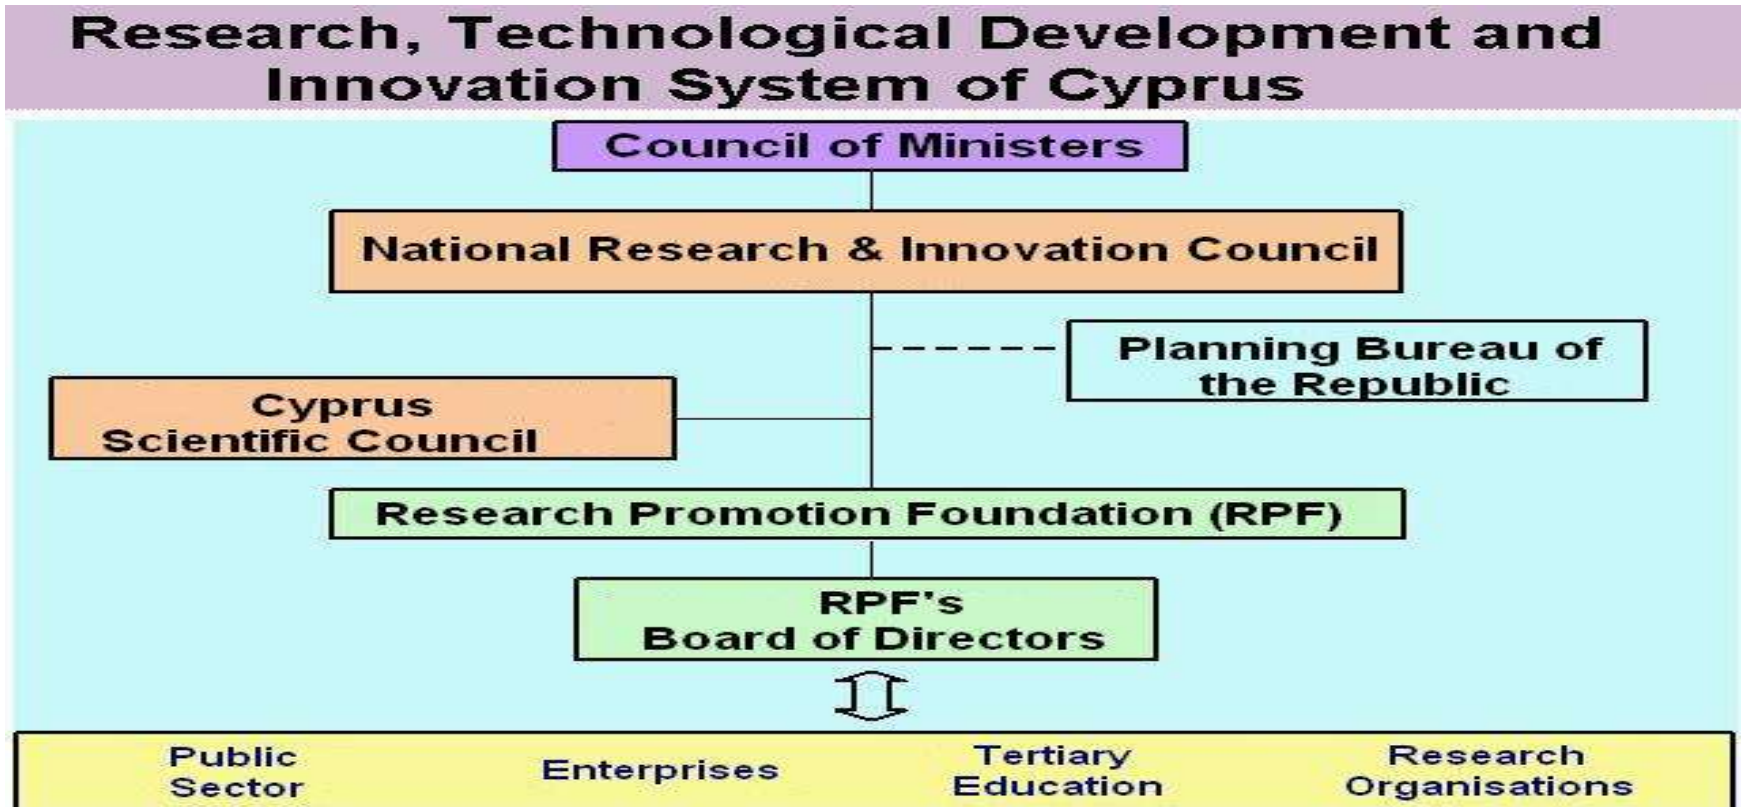 Research, Technological Development and
Innovation System of Cyprus
Council of Ministers
National Research & Innovation Council
Planning Bureau of
the Republic
Cyprus
Scientific Council
Research Promotion Foundation (RPF)
RPF's
Board of Directors
Public
Sector
Enterprises
Tertiary
Education
Research
Organisations